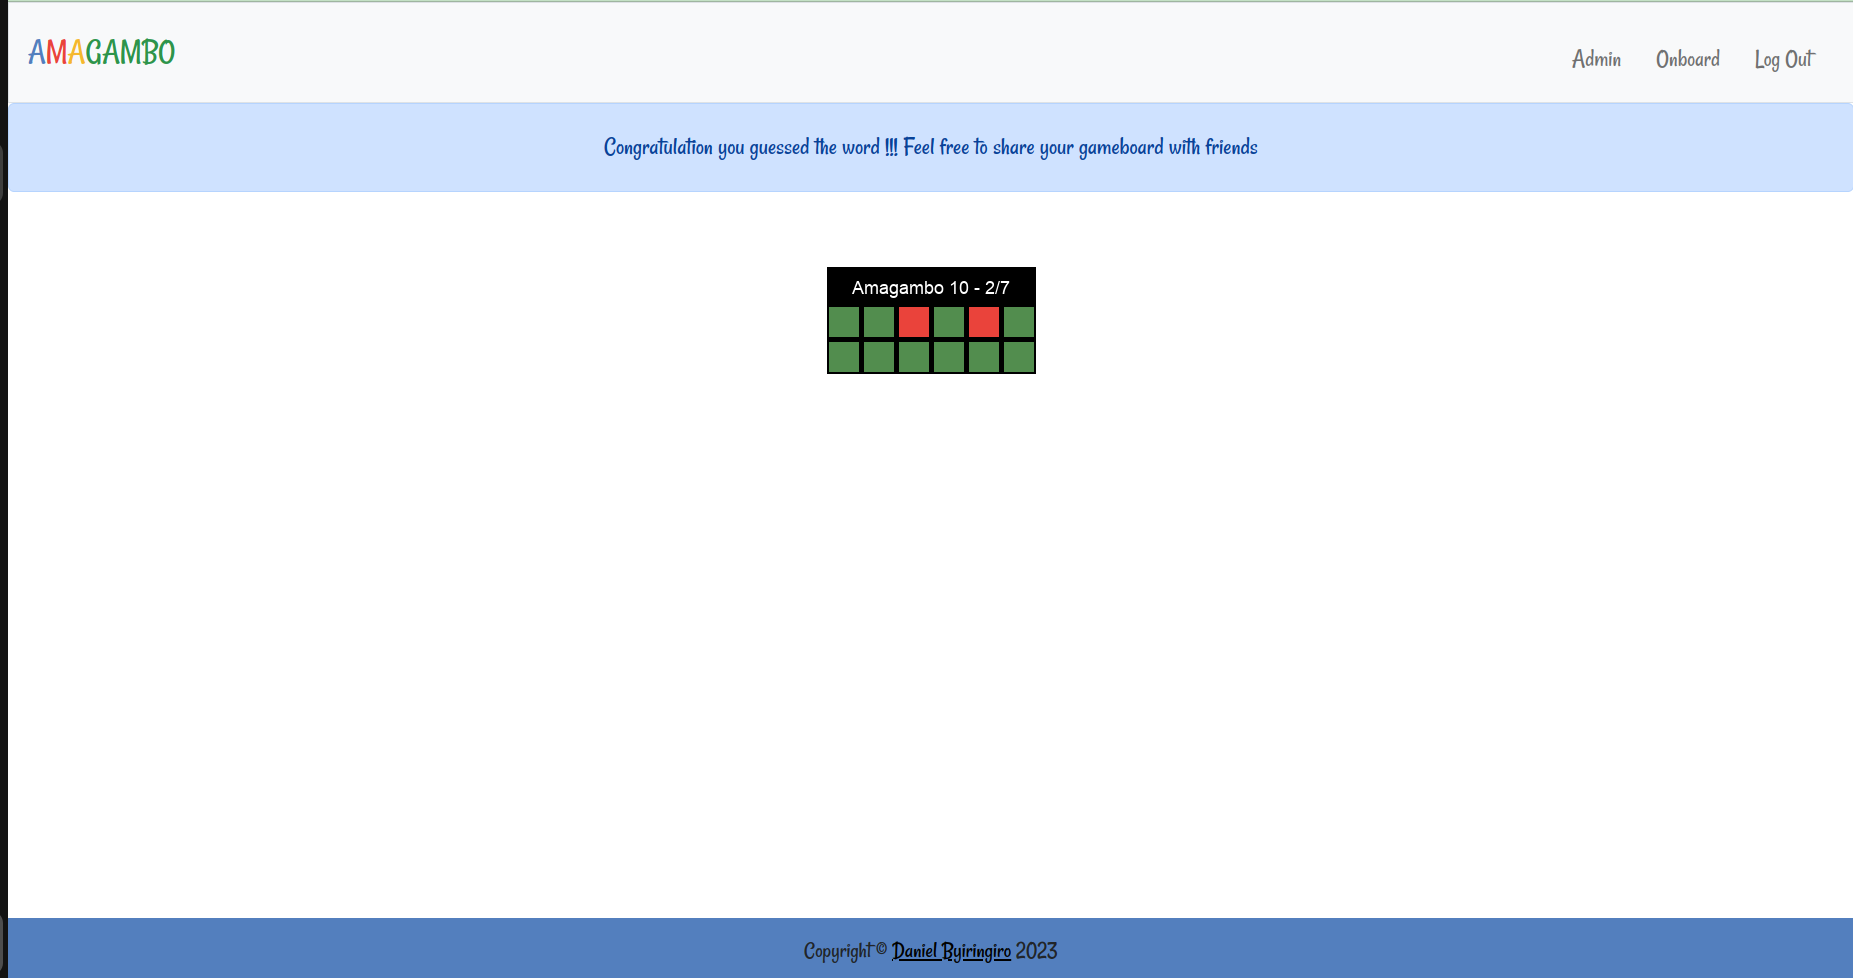 AMAGAMBO
Admin Onboard Log Out
Congratulation you guessed the word !!! Feel free to share your gameboard with friends
Amagambo 10 - 2/7
Copyright © Daniel Byiringiro 2023